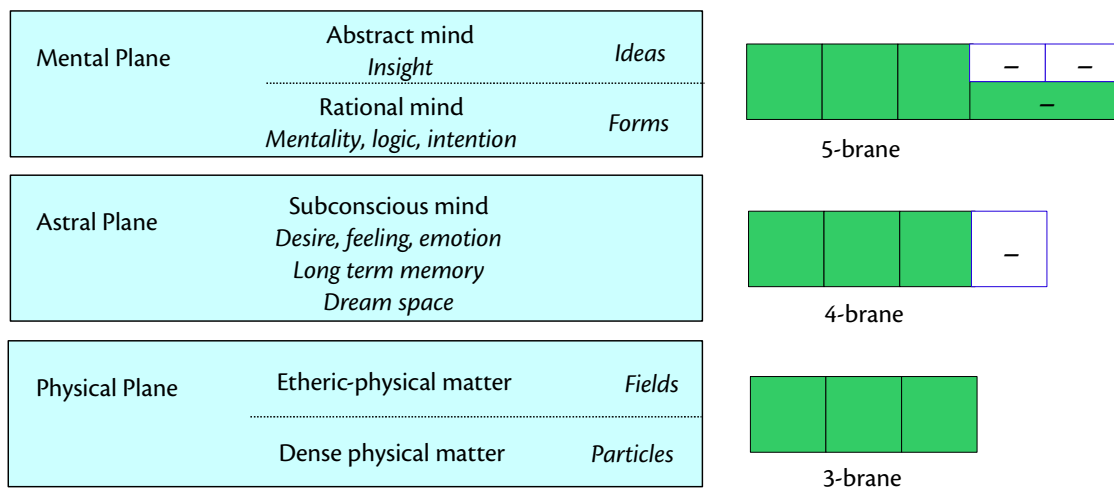 Mental Plane
Abstract mind
Insight
Ideas
Rational mind
Mentality, logic, intention
Forms
– –
–
5-brane
Astral Plane
Subconscious mind
Desire, feeling, emotion
Long term memory
Dream space
–
4-brane
Physical Plane
Etheric-physical matter
Fields
Dense physical matter
Particles
3-brane